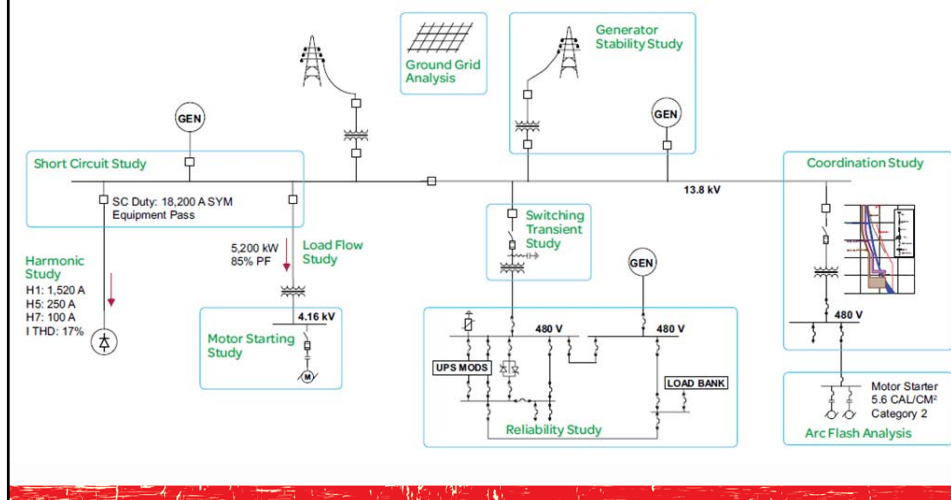 Generator
Stability Study
Ground Grid
Analysis
GEN
GEN
Short Circuit Study
Coordination Study
13.8 kV
SC Duty: 18,200 A SYM
Equipment Pass
Switching
Transient
Study
5,200 kW
85% PF
Load Flow
Study
Harmonic
Study
H1: 1,520 A
H5: 250 A
H7: 100 A
I THD: 17%
GEN
4.16 kV
480 V
480 V
480 V
Motor Starting
Study
M
UPS MODS
LOAD BANK
Motor Starter
5.6 CAL/CM²
Category 2
Reliability Study
Arc Flash Analysis